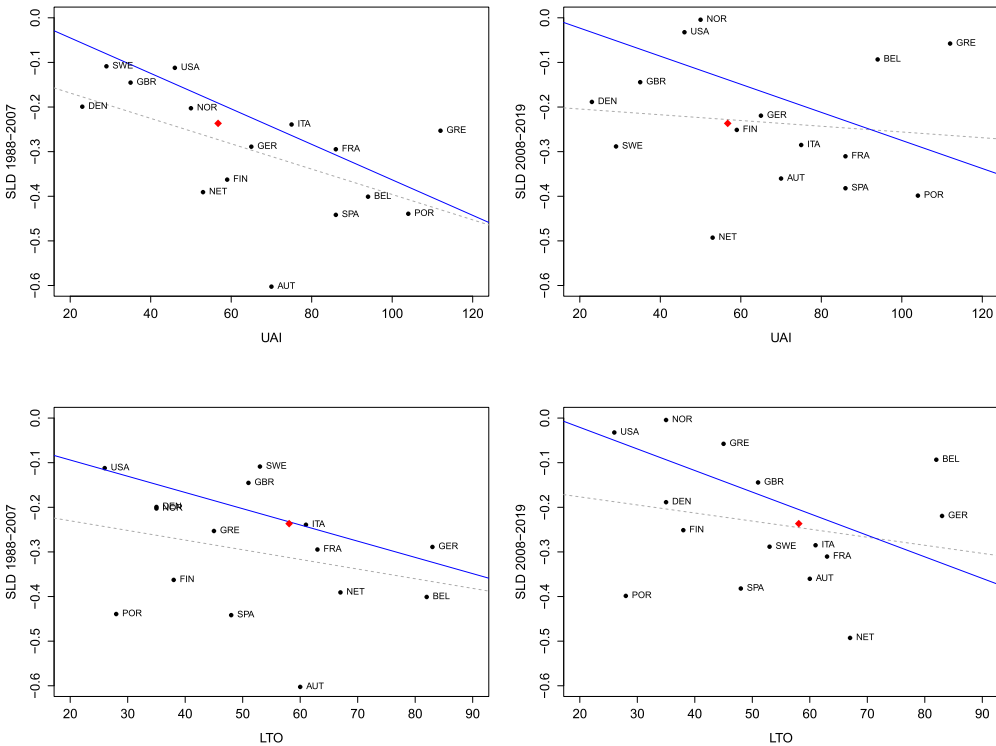 SLD 1988−2007
0.0
−0.1
−0.2
−0.3
−0.4
−0.5
−0.6
SWE
USA
GBR
DEN
NOR
ITA
GRE
GER
FRA
FIN
NET
BEL
SPA
POR
AUT
20 40 60 80 100 120
UAI
SLD 2008−2019
0.0
−0.1
−0.2
−0.3
−0.4
−0.5
−0.6
NOR
USA
GRE
BEL
GBR
DEN
GER
FIN
SWE
ITA
FRA
AUT
SPA
POR
NET
20 40 60 80 100 120
UAI
SLD 1988−2007
0.0
−0.1
−0.2
−0.3
−0.4
−0.5
−0.6
USA
SWE
GBR
DEN
NOR
ITA
GRE
GER
FRA
FIN
NET
BEL
POR
SPA
AUT
20 30 40 50 60 70 80 90
LTO
SLD 2008−2019
0.0
−0.1
−0.2
−0.3
−0.4
−0.5
−0.6
NOR
USA
GRE
BEL
GBR
DEN
GER
FIN
SWE
ITA
FRA
AUT
SPA
POR
NET
20 30 40 50 60 70 80 90
LTO